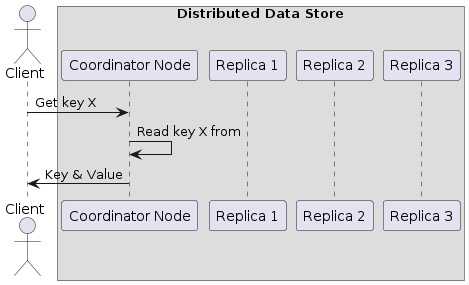 Distributed Data Store
Client
Coordinator Node
Replica 1
Replica 2
Replica 3
Get key X
Read key X from
Key & Value
Client
Coordinator Node
Replica 1
Replica 2
Replica 3